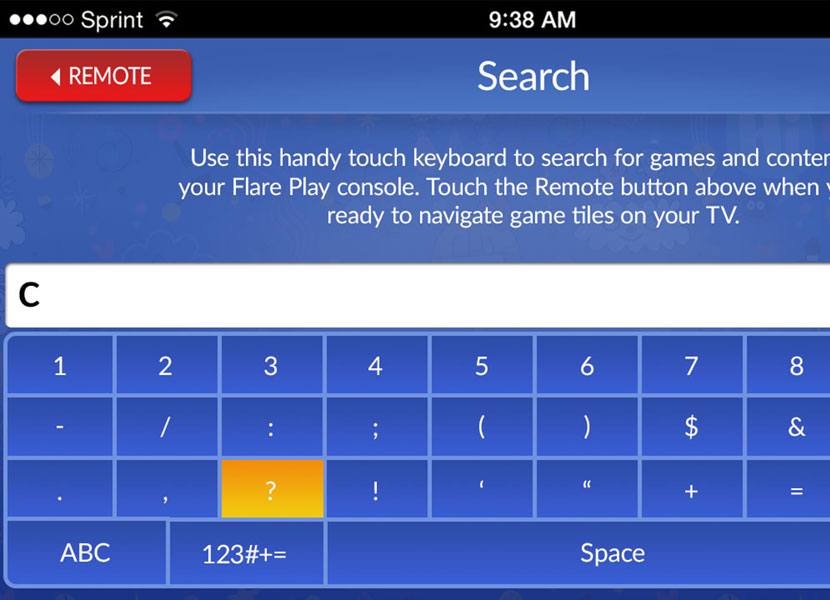 Sprint 9:38 AM
REMOTE Search
Use this handy touch keyboard to search for games and conten
your Flare Play console. Touch the Remote button above when
ready to navigate game tiles on your TV.
C
1 2 3 4 5 6 7 8
- / : ; ( ) $ &
. , ? ! ‘ “ + =
ABC 123#+= Space